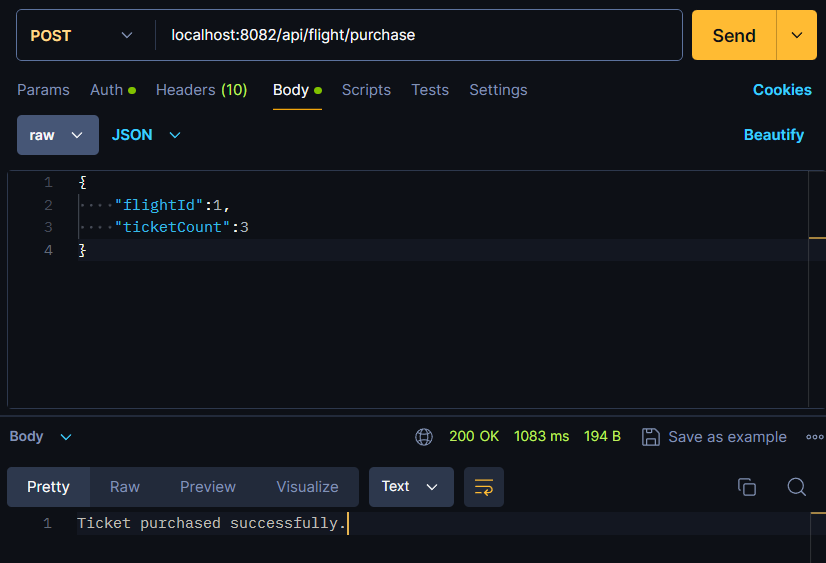 POST localhost:8082/api/flight/purchase Send
Params Auth Headers (10) Body Scripts Tests Settings Cookies
raw JSON Beautify
1 {
2 ····"flightId":1,
3 ····"ticketCount":3
4 }
Body 200 OK 1083 ms 194 B Save as example
Pretty Raw Preview Visualize Text
1 Ticket purchased successfully.